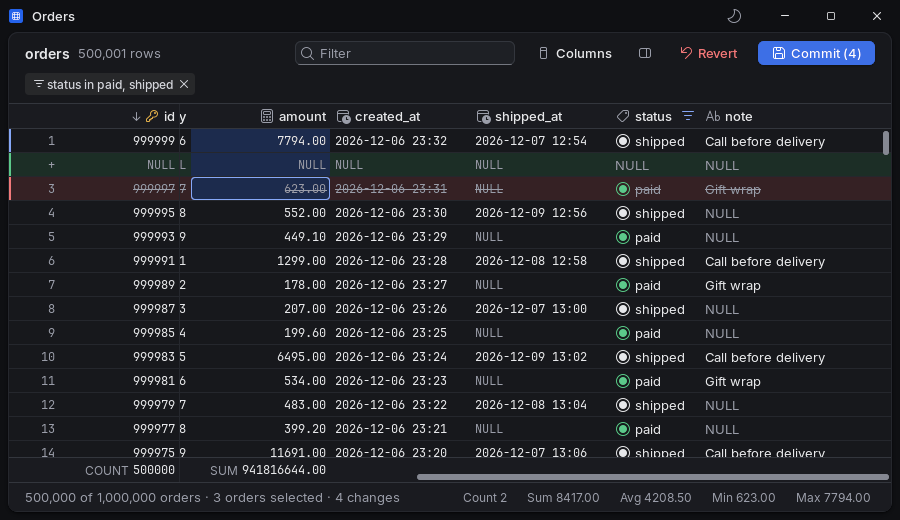 Orders
orders 500,001 rows Filter Columns Revert Commit (4)
status in paid, shipped
id y amount created_at shipped_at status Ab note
1 999999 6 7794.00 2026-12-06 23:32 2026-12-07 12:54 shipped Call before delivery
+ NULL L NULL NULL NULL NULL NULL
3 999997 7 623.00 2026-12-06 23:31 NULL paid Gift wrap
4 999995 8 552.00 2026-12-06 23:30 2026-12-09 12:56 shipped NULL
5 999993 9 449.10 2026-12-06 23:29 NULL paid NULL
6 999991 1 1299.00 2026-12-06 23:28 2026-12-08 12:58 shipped Call before delivery
7 999989 2 178.00 2026-12-06 23:27 NULL paid Gift wrap
8 999987 3 207.00 2026-12-06 23:26 2026-12-07 13:00 shipped NULL
9 999985 4 199.60 2026-12-06 23:25 NULL paid NULL
10 999983 5 6495.00 2026-12-06 23:24 2026-12-09 13:02 shipped Call before delivery
11 999981 6 534.00 2026-12-06 23:23 NULL paid Gift wrap
12 999979 7 483.00 2026-12-06 23:22 2026-12-08 13:04 shipped NULL
13 999977 8 399.20 2026-12-06 23:21 NULL paid NULL
14 999975 9 11691.00 2026-12-06 23:20 2026-12-07 13:06 shipped Call before delivery
COUNT 500000 SUM 941816644.00
500,000 of 1,000,000 orders · 3 orders selected · 4 changes Count 2 Sum 8417.00 Avg 4208.50 Min 623.00 Max 7794.00